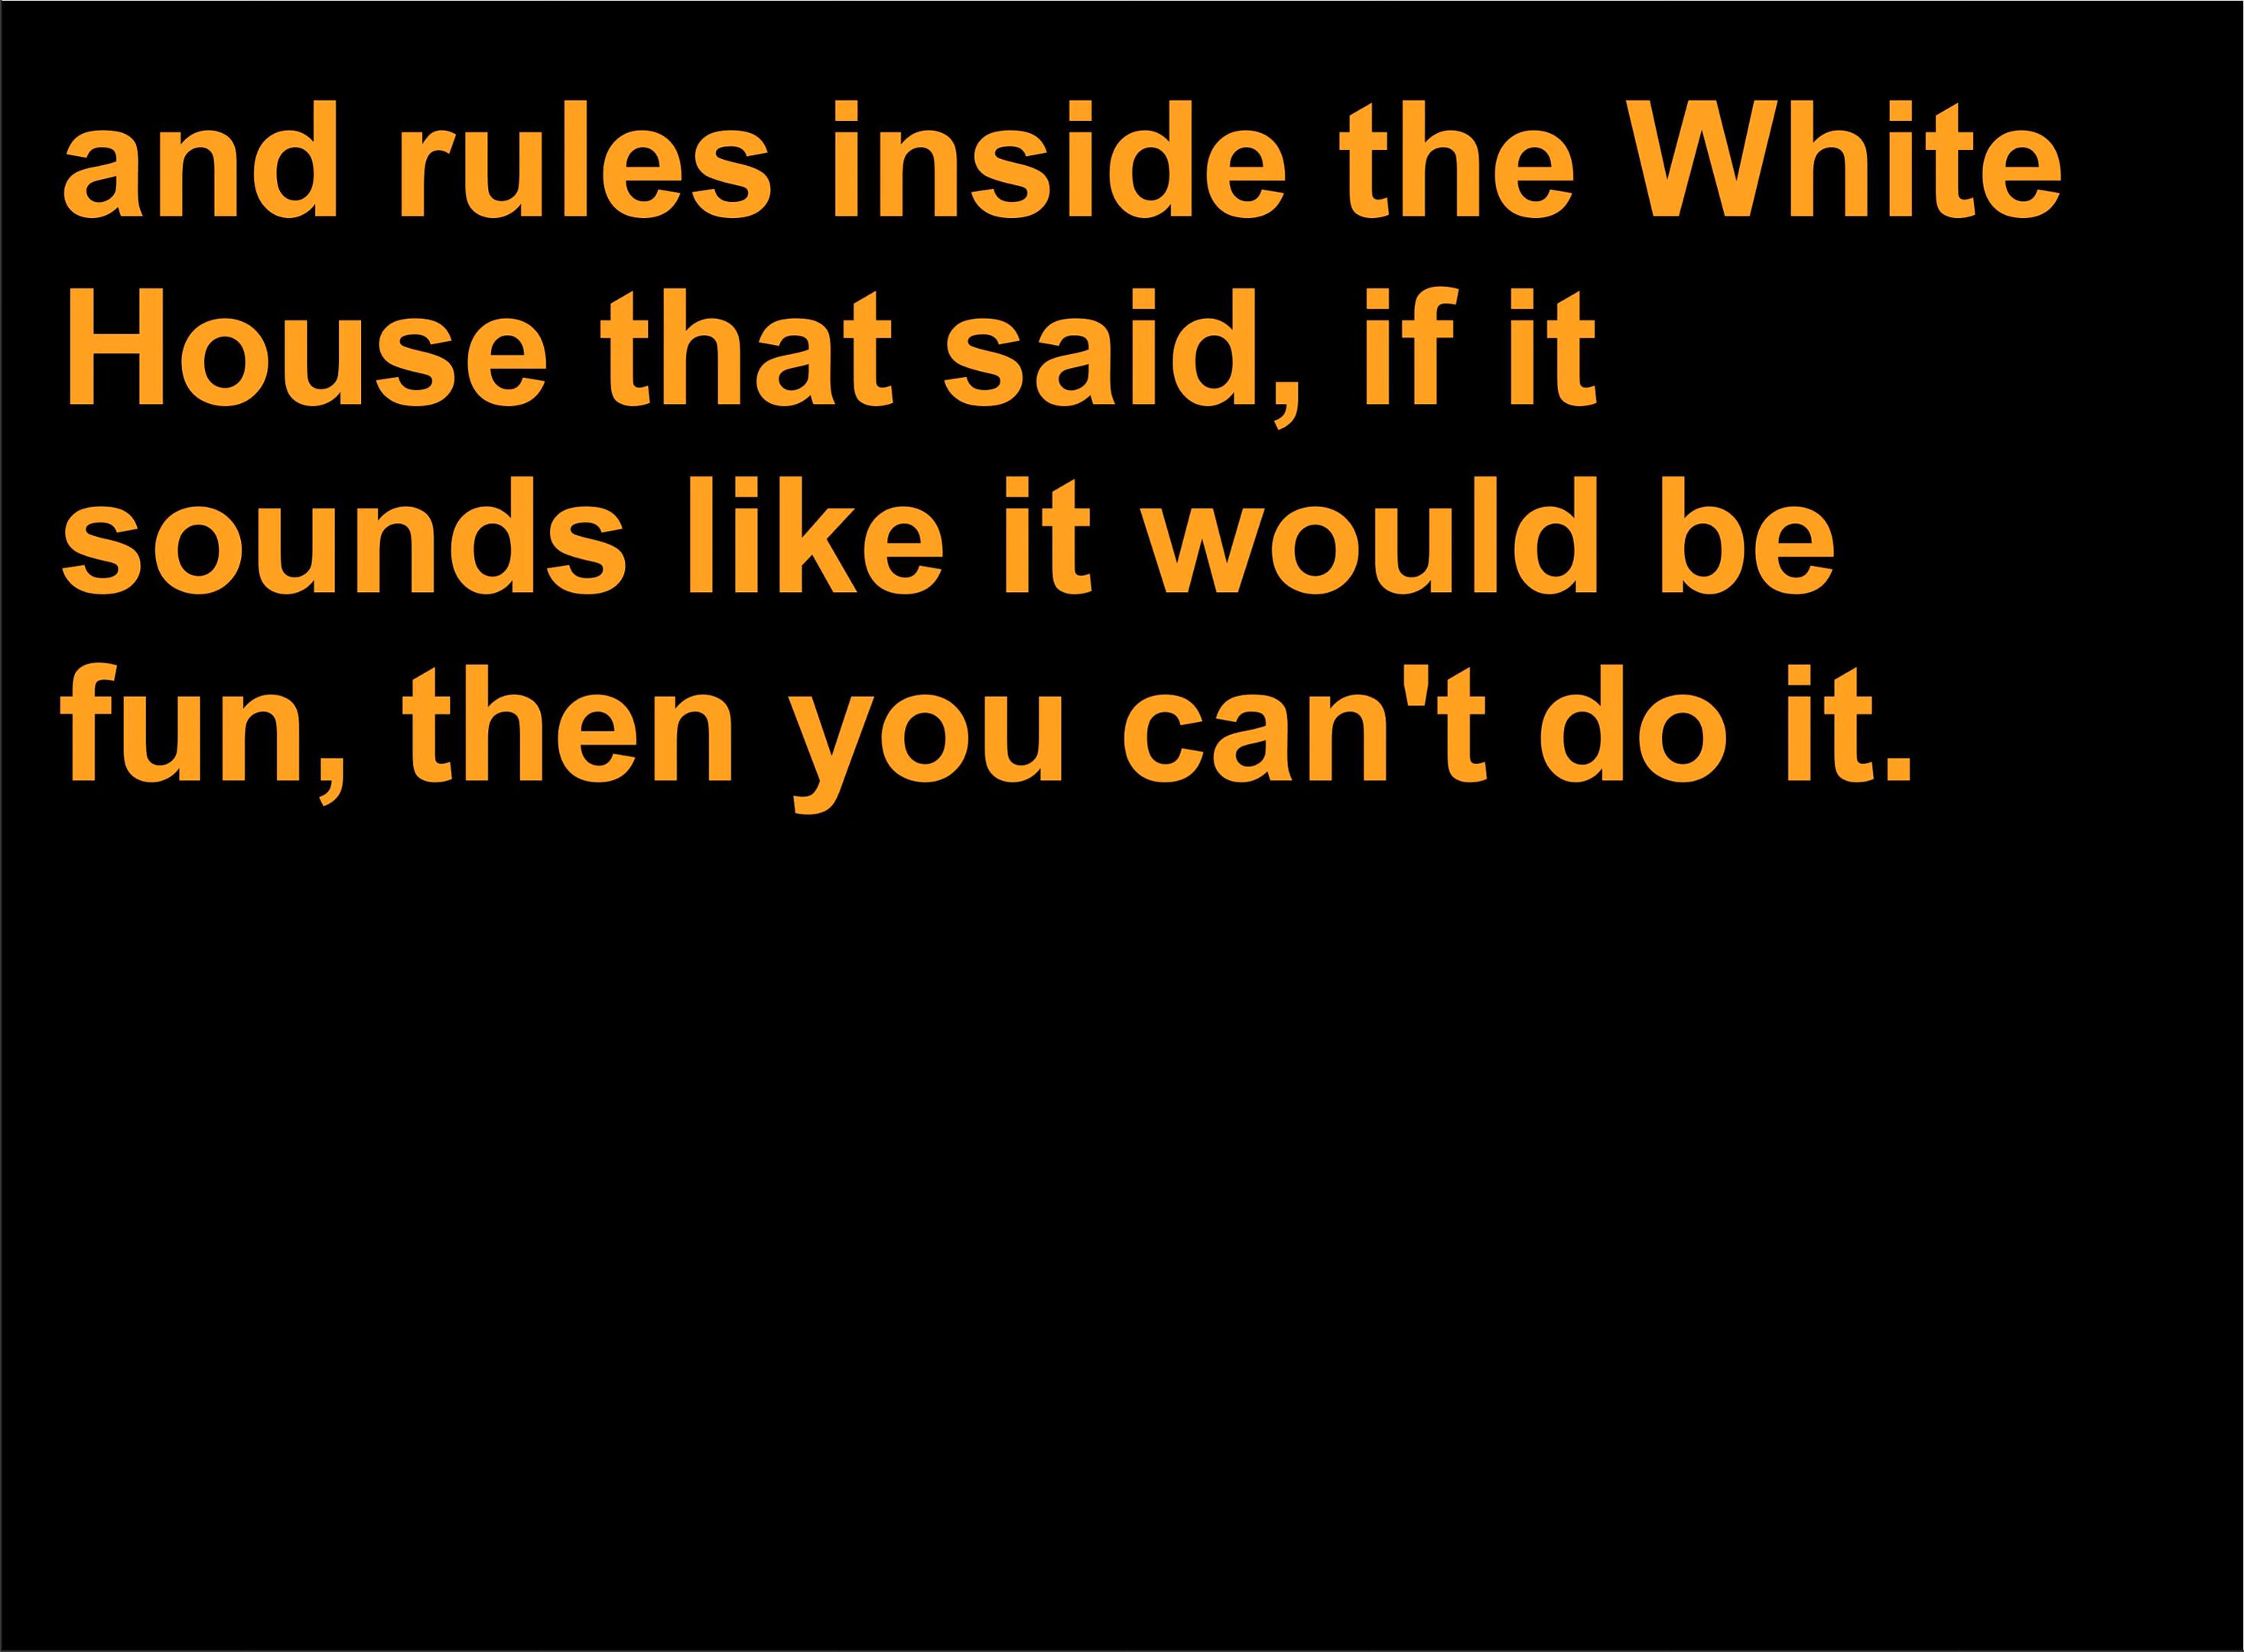 and rules inside the White
House that said, if it
sounds like it would be
fun, then you can't do it.